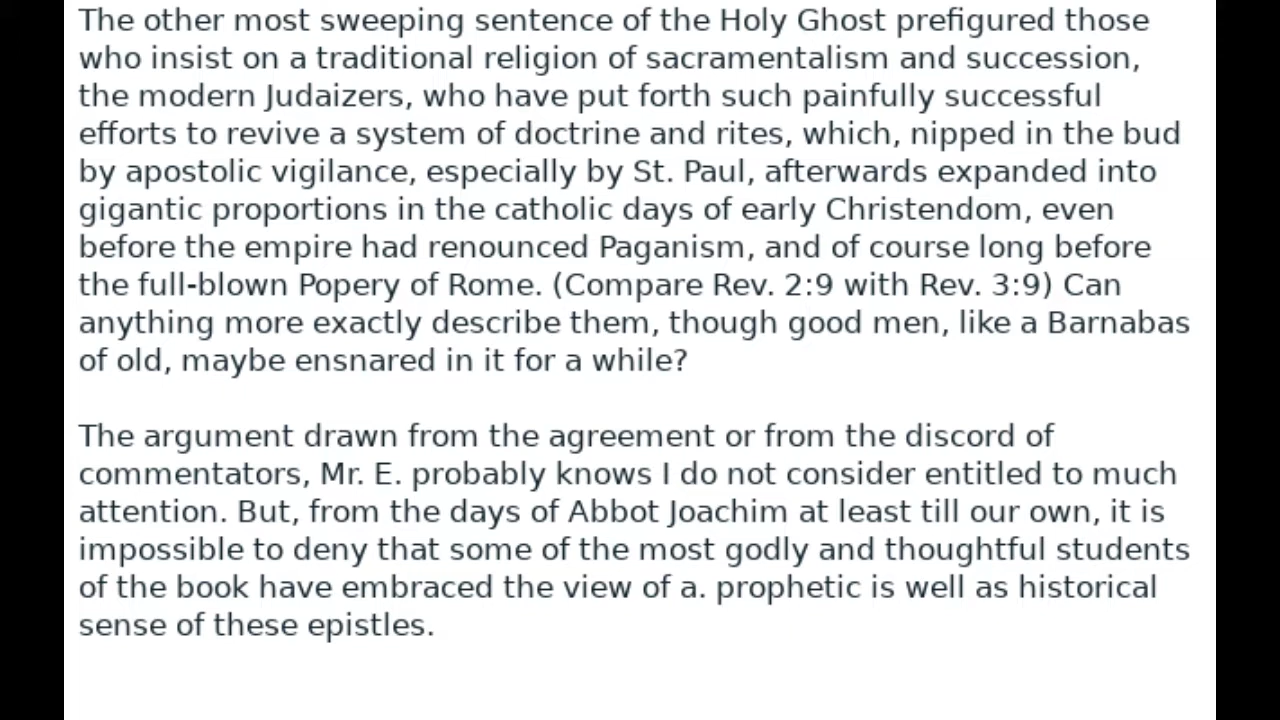 The other most sweeping sentence of the Holy Ghost prefigured those
who insist on a traditional religion of sacramentalism and succession,
the modern Judaizers, who have put forth such painfully successful
efforts to revive a system of doctrine and rites, which, nipped in the bud
by apostolic vigilance, especially by St. Paul, afterwards expanded into
gigantic proportions in the catholic days of early Christendom, even
before the empire had renounced Paganism, and of course long before
the full-blown Popery of Rome. (Compare Rev. 2:9 with Rev. 3:9) Can
anything more exactly describe them, though good men, like a Barnabas
of old, maybe ensnared in it for a while?

The argument drawn from the agreement or from the discord of
commentators, Mr. E. probably knows I do not consider entitled to much
attention. But, from the days of Abbot Joachim at least till our own, it is
impossible to deny that some of the most godly and thoughtful students
of the book have embraced the view of a. prophetic is well as historical
sense of these epistles.